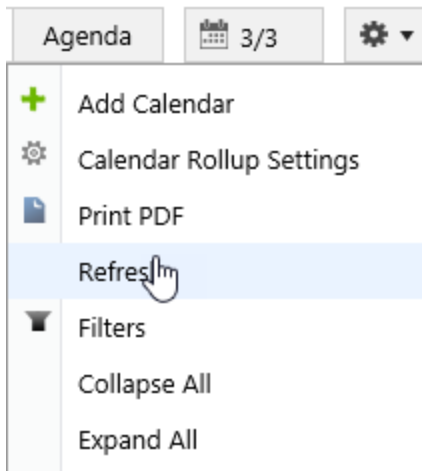 Agenda
3/3
Add Calendar
Calendar Rollup Settings
Print PDF
Refresh
Filters
Collapse All
Expand All